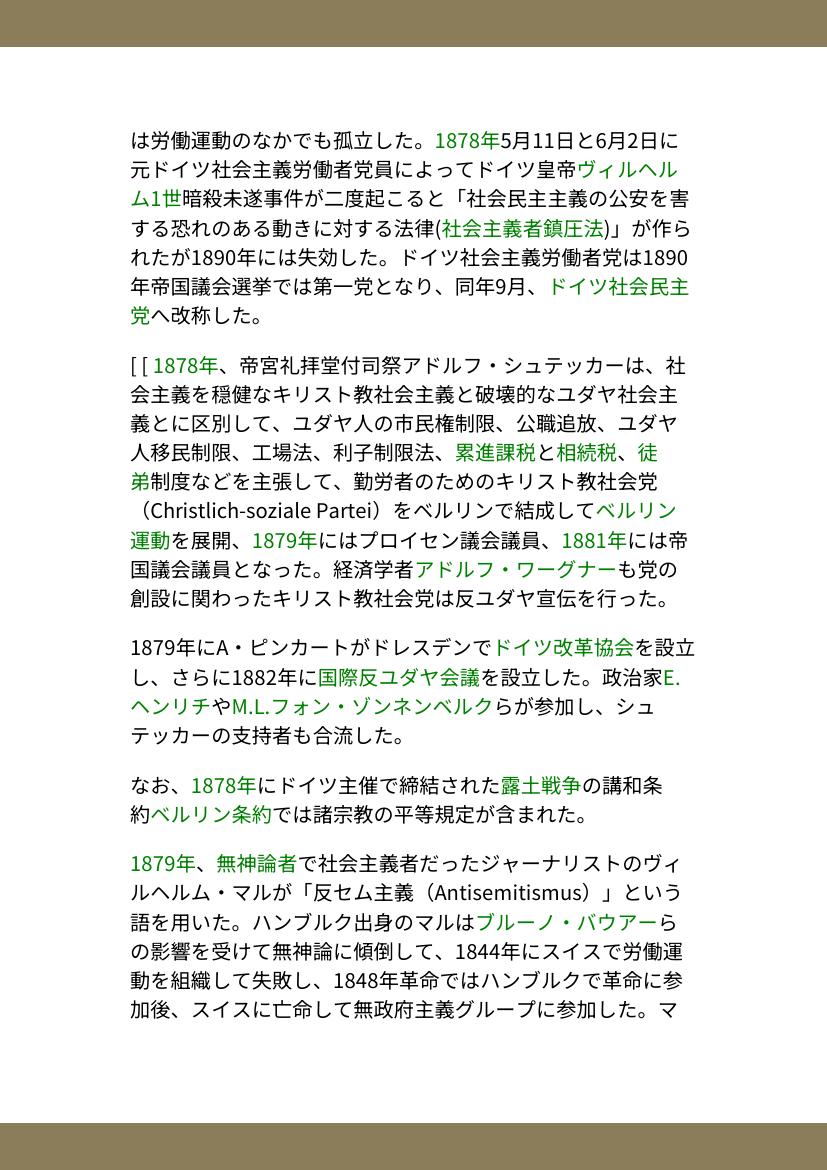 は労働運動のなかでも孤立した。1878年5月11日と6月2日に
元ドイツ社会主義労働者党員によってドイツ皇帝ヴィルヘル
ム1世暗殺未遂事件が二度起こると「社会民主主義の公安を害
する恐れのある動きに対する法律(社会主義者鎮圧法)」が作ら
れたが1890年には失効した。ドイツ社会主義労働者党は1890
年帝国議会選挙では第一党となり、同年9月、ドイツ社会民主
党へ改称した。
[ [ 1878年、帝宮礼拝堂付司祭アドルフ・シュテッカーは、社
会主義を穏健なキリスト教社会主義と破壊的なユダヤ社会主
義とに区別して、ユダヤ人の市民権制限、公職追放、ユダヤ
人移民制限、工場法、利子制限法、累進課税と相続税、徒
弟制度などを主張して、勤労者のためのキリスト教社会党
（Christlich-soziale Partei）をベルリンで結成してベルリン
運動を展開、1879年にはプロイセン議会議員、1881年には帝
国議会議員となった。経済学者アドルフ・ワーグナーも党の
創設に関わったキリスト教社会党は反ユダヤ宣伝を行った。
1879年にA・ピンカートがドレスデンでドイツ改革協会を設立
し、さらに1882年に国際反ユダヤ会議を設立した。政治家E.
ヘンリチやM.L.フォン・ゾンネンベルクらが参加し、シュ
テッカーの支持者も合流した。
なお、1878年にドイツ主催で締結された露土戦争の講和条
約ベルリン条約では諸宗教の平等規定が含まれた。
1879年、無神論者で社会主義者だったジャーナリストのヴィ
ルヘルム・マルが「反セム主義（Antisemitismus）」という
語を用いた。ハンブルク出身のマルはブルーノ・バウアーら
の影響を受けて無神論に傾倒して、1844年にスイスで労働運
動を組織して失敗し、1848年革命ではハンブルクで革命に参
加後、スイスに亡命して無政府主義グループに参加した。マ